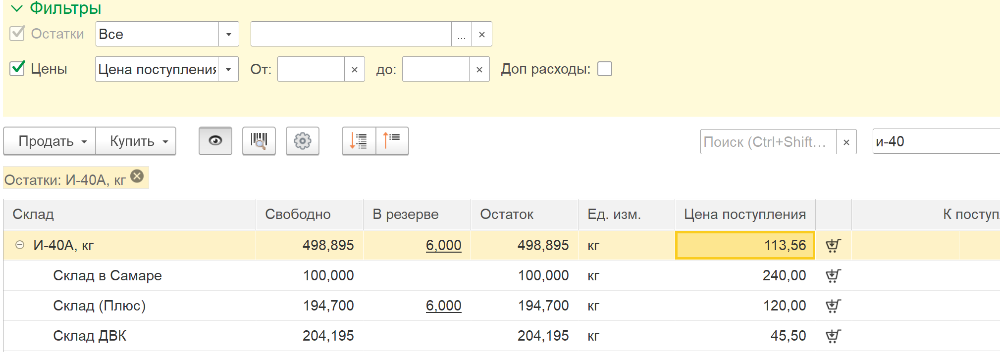 Фильтры
Остатки Все ... ×
Цены Цена поступления От: × до: × Доп расходы:
Продать Купить Поиск (Ctrl+Shift... × и-40
Остатки: И-40А, кг
Склад Свободно В резерве Остаток Ед. изм. Цена поступления К поступл
И-40А, кг 498,895 6,000 498,895 кг 113,56
Склад в Самаре 100,000 100,000 кг 240,00
Склад (Плюс) 194,700 6,000 194,700 кг 120,00
Склад ДВК 204,195 204,195 кг 45,50